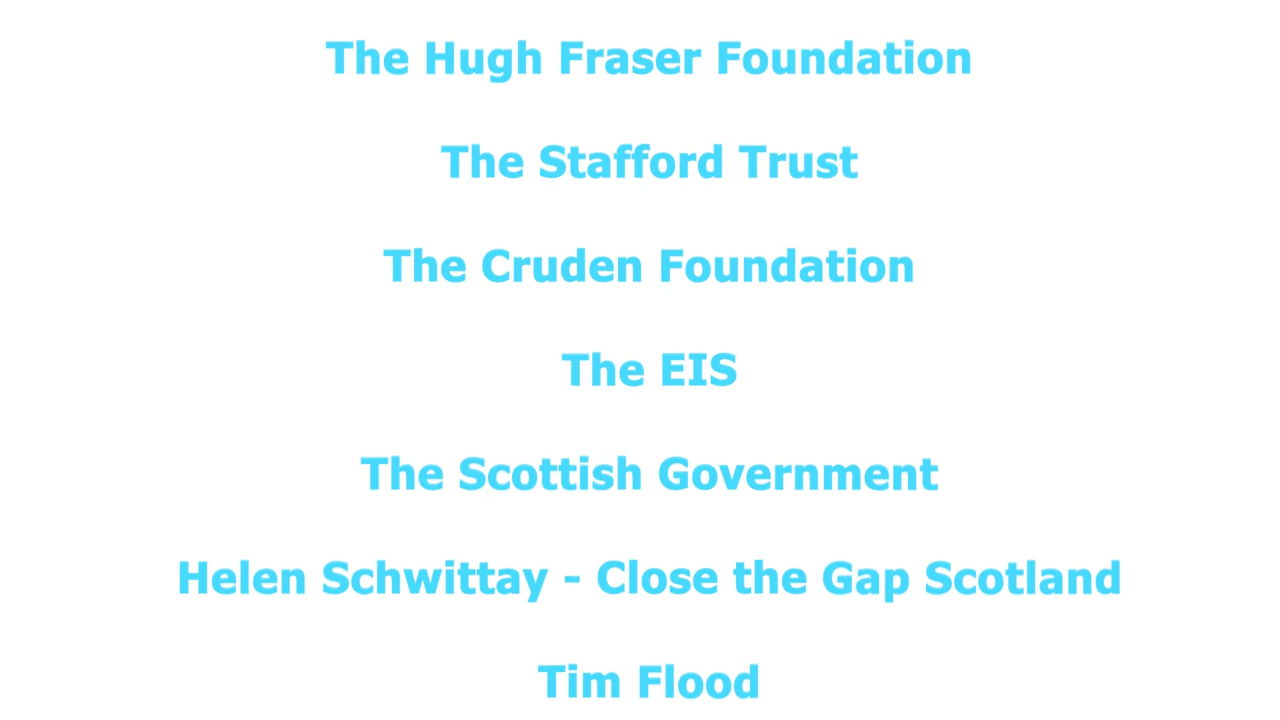 The Hugh Fraser Foundation
The Stafford Trust
The Cruden Foundation
The EIS
The Scottish Government
Helen Schwittay - Close the Gap Scotland
Tim Flood